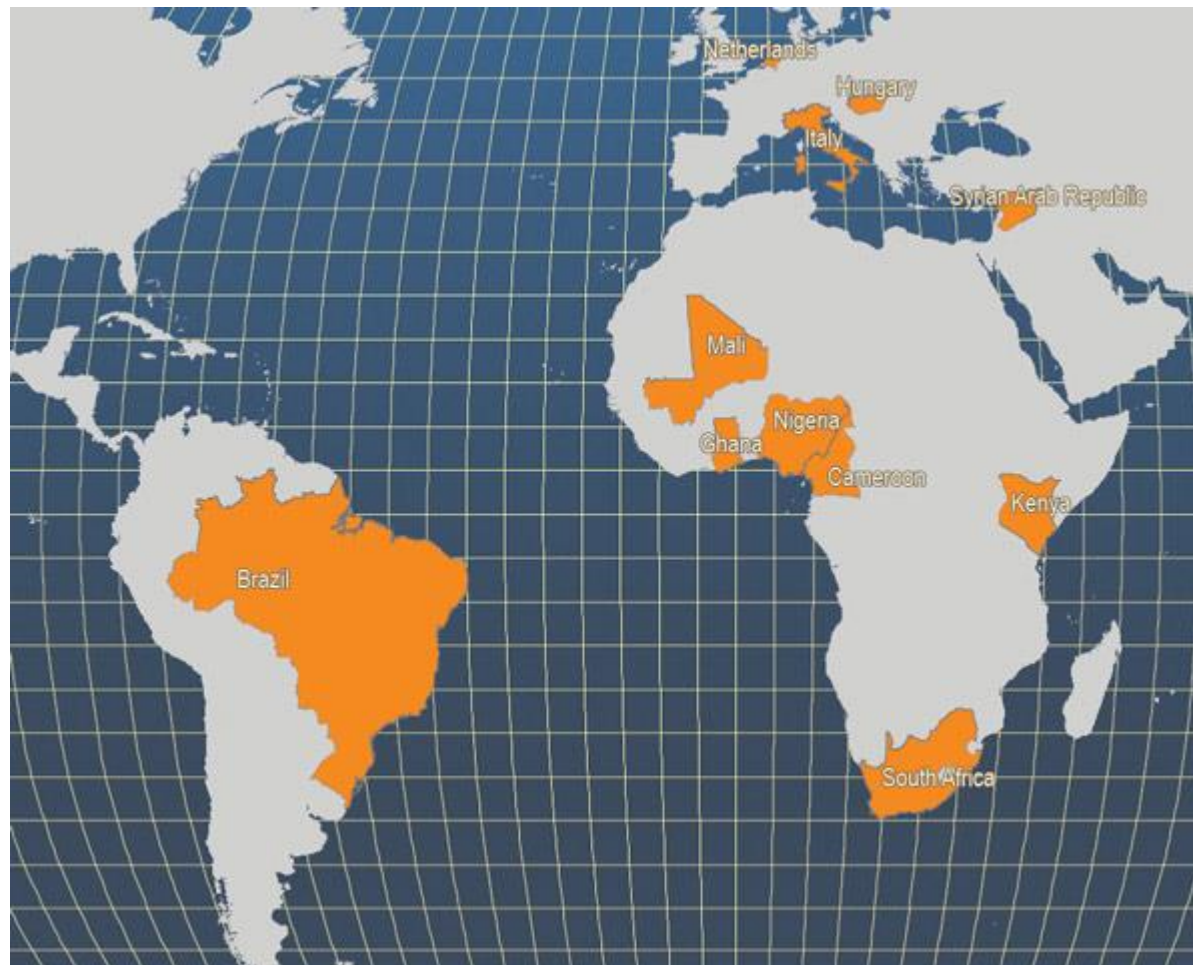 Netherlands
Hungary
Italy
Syrian Arab Republic
Mali
Nigeria
Ghana
Cameroon
Kenya
Brazil
South Africa